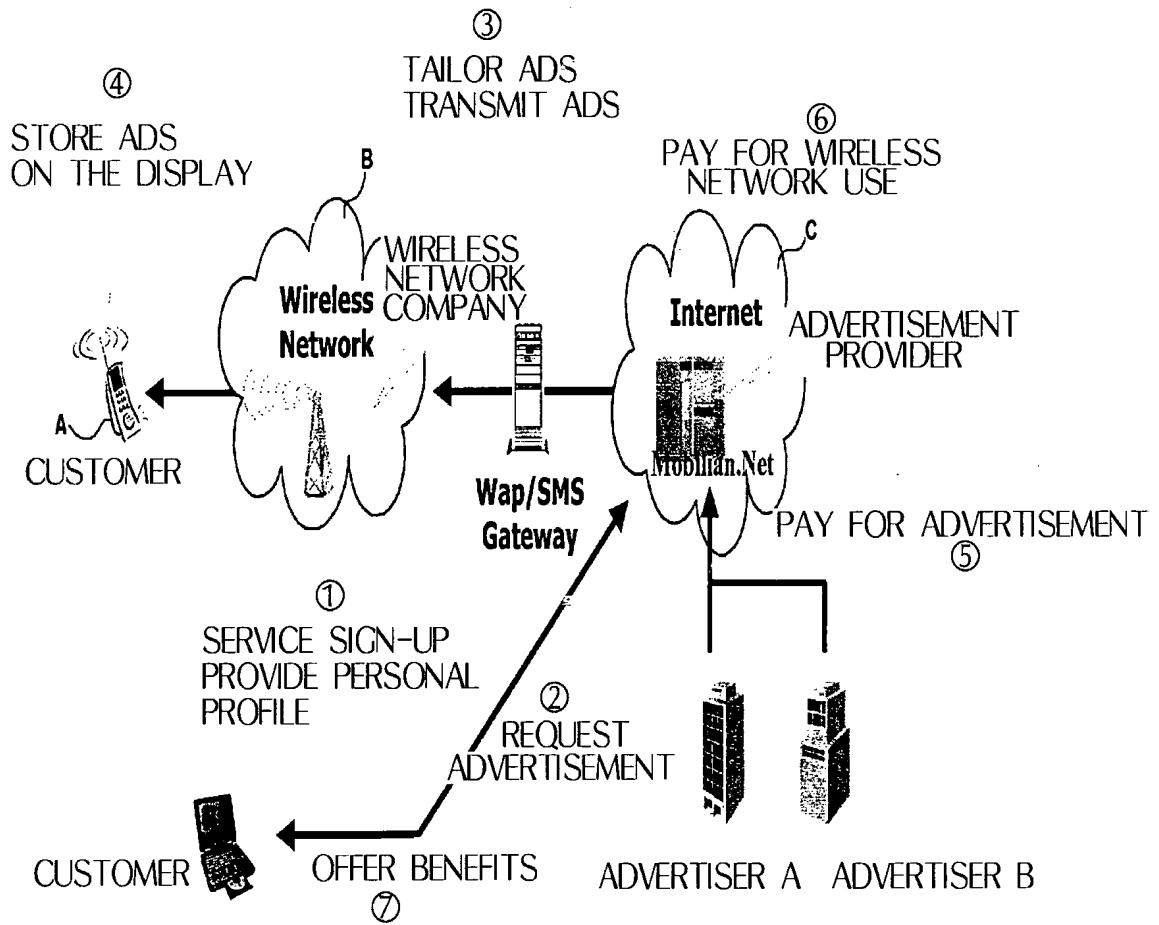 ③
TAILOR ADS
TRANSMIT ADS
④
STORE ADS
ON THE DISPLAY
⑥
PAY FOR WIRELESS
NETWORK USE
B
C
WIRELESS
NETWORK
COMPANY
Wireless
Network
Internet
ADVERTISEMENT
PROVIDER
A
CUSTOMER
Mobilian.Net
Wap/SMS
Gateway
PAY FOR ADVERTISEMENT
⑤
①
SERVICE SIGN-UP
PROVIDE PERSONAL
PROFILE
②
REQUEST
ADVERTISEMENT
CUSTOMER
OFFER BENEFITS
⑦
ADVERTISER A
ADVERTISER B